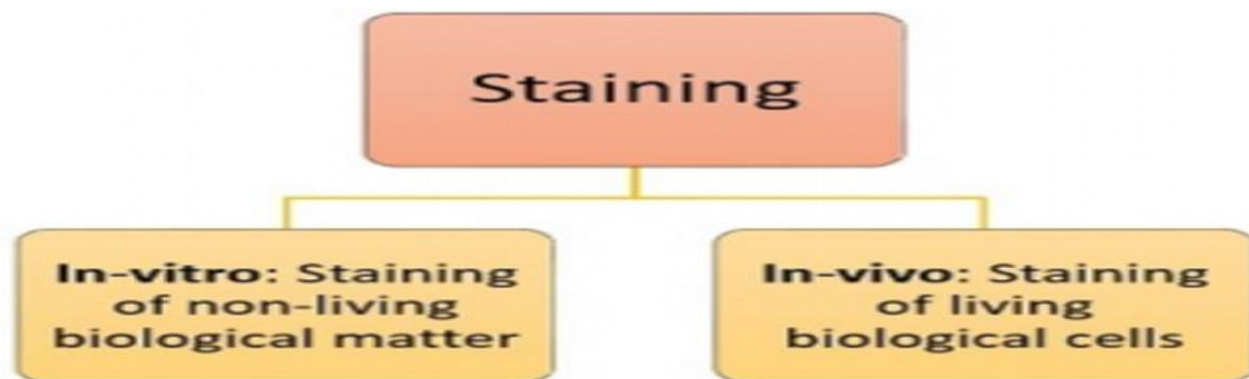 Staining
In-vitro: Staining
of non-living
biological matter
In-vivo: Staining
of living
biological cells